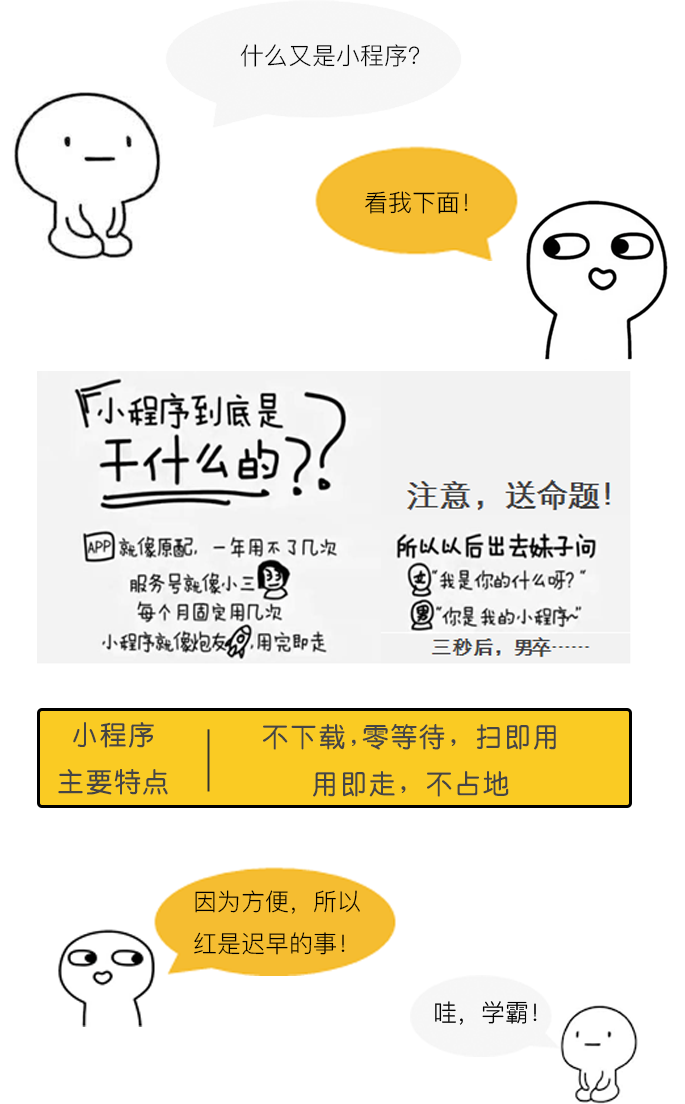 什么又是小程序?
看我下面!
「小程序到底是
干什么的??
APP就像原配, 一年用不了几次
服务号就像小三
每个月固定用几次
小程序就像炮友,用完即走
注意，送命题!
所以以后出去妹子问
女"我是你的什么呀?"
男"你是我的小程序~"
三秒后，男卒……
小程序
主要特点
不下载,零等待，扫即用
用即走，不占地
因为方便，所以
红是迟早的事!
哇，学霸!